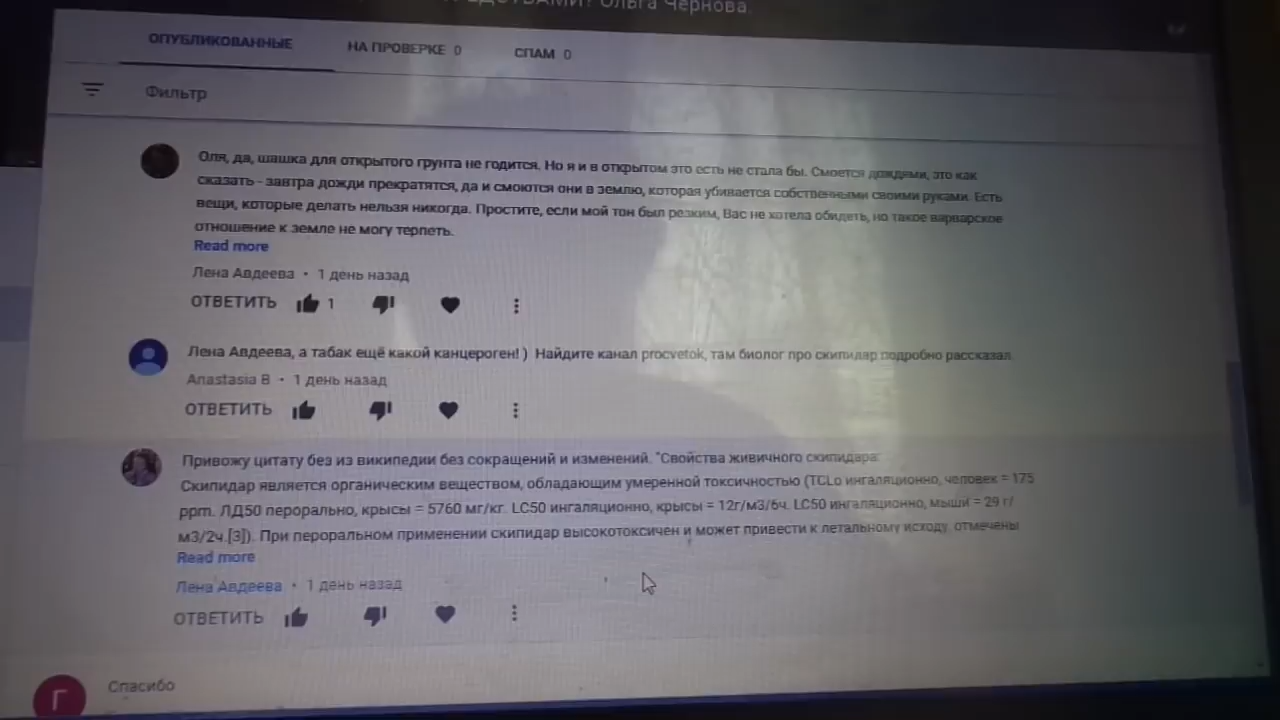 Ольга Чернова.
ОПУБЛИКОВАННЫЕ НА ПРОВЕРКЕ 0 СПАМ 0
Фильтр
Оля, да, шашка для открытого грунта не годится. Но я и в открытом это есть не стала бы. Смоется дождями, это как
сказать - завтра дожди прекратятся, да и смоются они в землю, которая убивается собственными своими руками. Есть
вещи, которые делать нельзя никогда. Простите, если мой тон был резким, Вас не хотела обидеть, но такое варварское
отношение к земле не могу терпеть.
Read more
Лена Авдеева • 1 день назад
ОТВЕТИТЬ 1
Лена Авдеева, а табак ещё какой канцероген! ) Найдите канал procvetok, там биолог про скипидар подробно рассказал.
Anastasia B • 1 день назад
ОТВЕТИТЬ
Привожу цитату без из википедии без сокращений и изменений. "Свойства живичного скипидара:
Скипидар является органическим веществом, обладающим умеренной токсичностью (TCLo ингаляционно, человек = 175
ppm. ЛД50 перорально, крысы = 5760 мг/кг. LC50 ингаляционно, крысы = 12г/м3/6ч. LC50 ингаляционно, мыши = 29 г/
м3/2ч.[3]). При пероральном применении скипидар высокотоксичен и может привести к летальному исходу, отмечены
Read more
Лена Авдеева • 1 день назад
ОТВЕТИТЬ
Г Спасибо